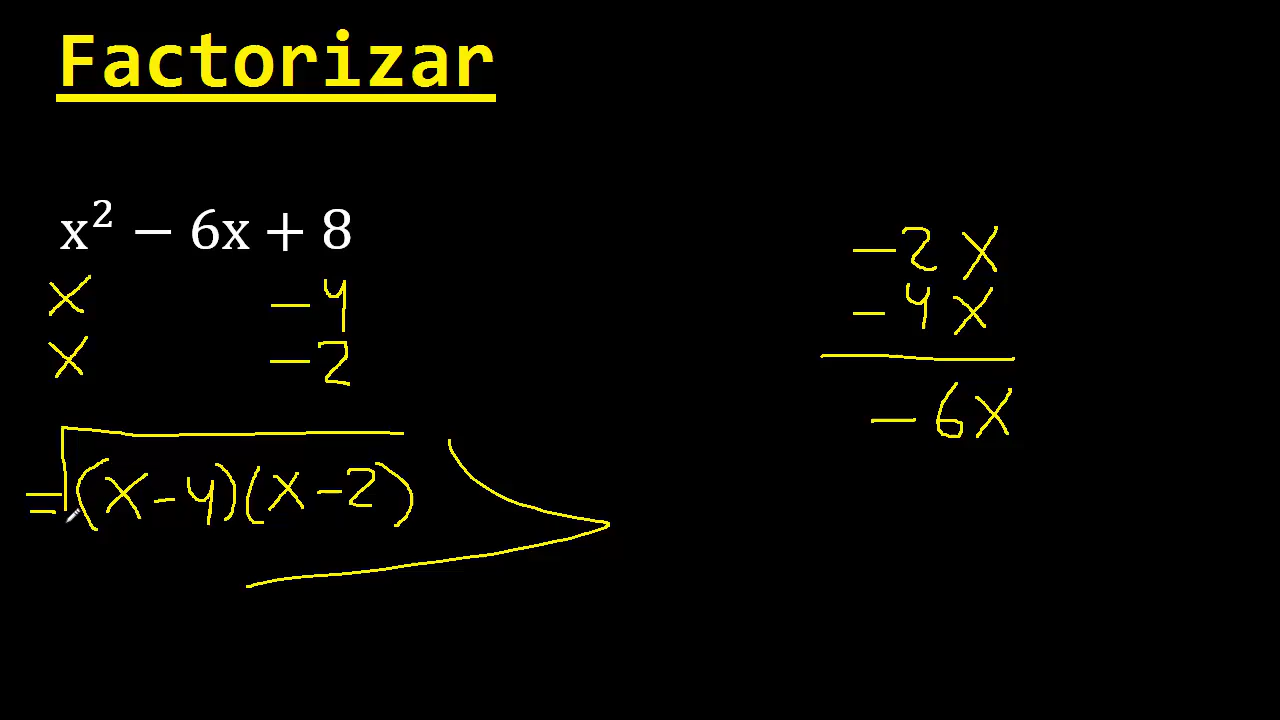 Factorizar
x² − 6x + 8
x −4
x −2
= (x − 4)(x − 2)
−2x
−4x
−6x